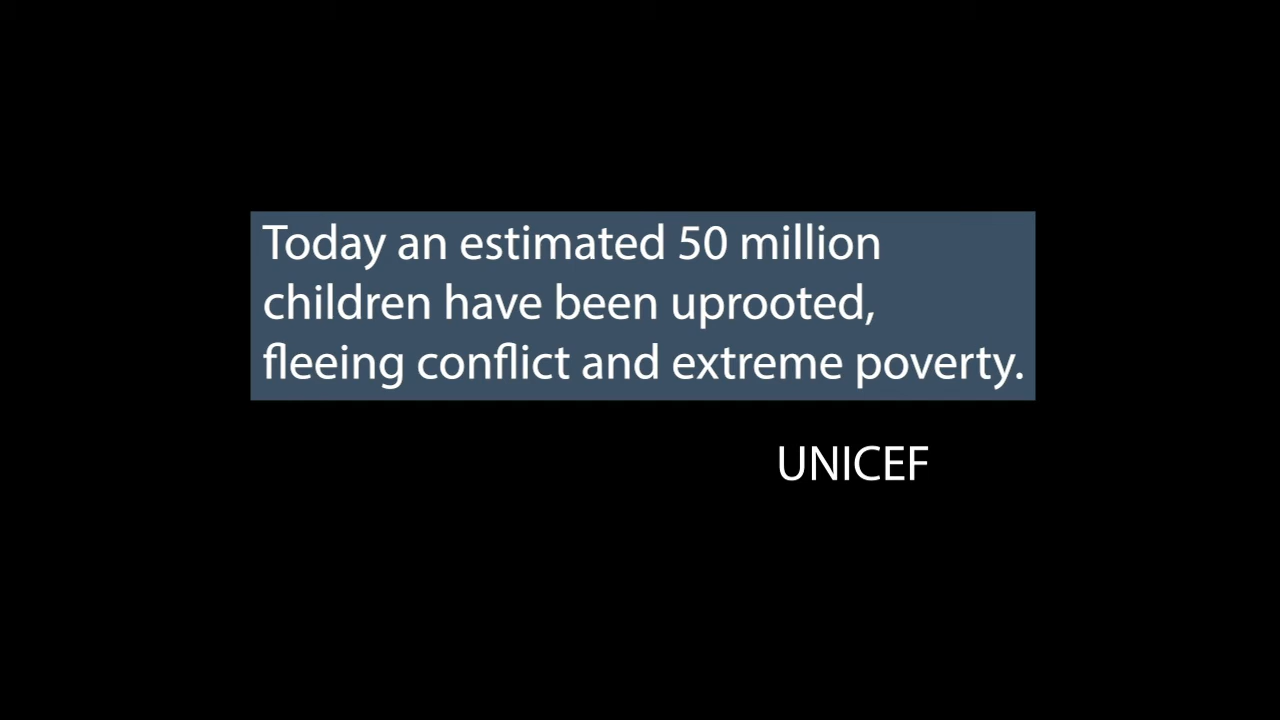 Today an estimated 50 million
children have been uprooted,
fleeing conflict and extreme poverty.
UNICEF